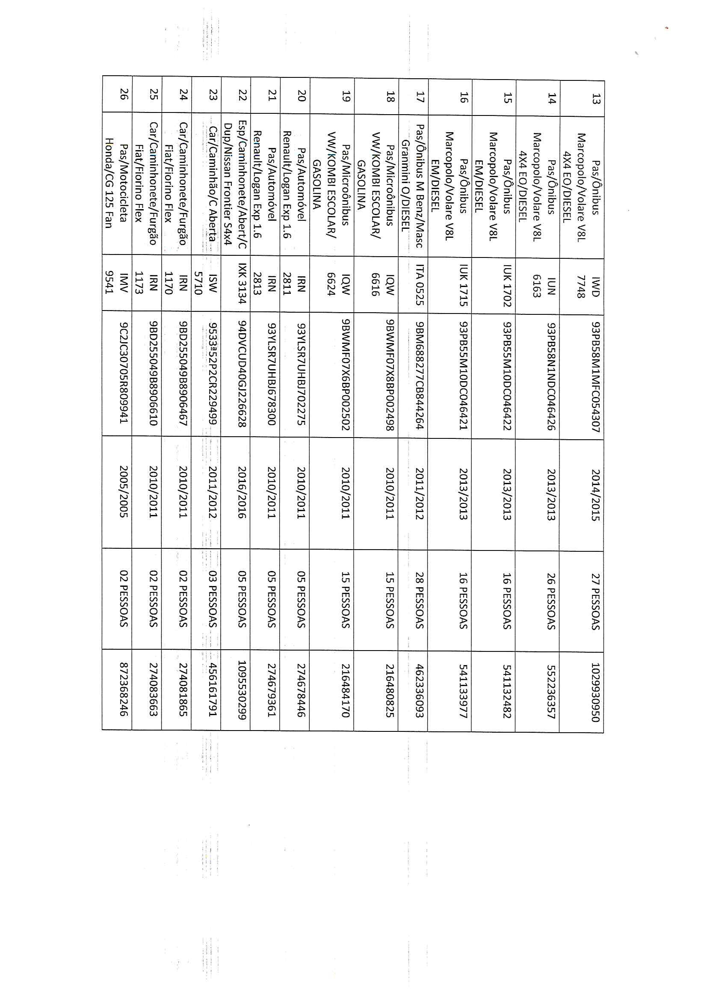 13 Pas/Ônibus IWD 93PB58M1MFC054307 2014/2015 27 PESSOAS 1029930950
Marcopolo/Volare V8L 7748
4X4 EO/DIESEL
14 Pas/Ônibus IUN 93PB58N1NDC046426 2013/2013 26 PESSOAS 552236357
Marcopolo/Volare V8L 6163
4X4 EO/DIESEL
15 Pas/Ônibus IUK 1702 93PB55M10DC046422 2013/2013 16 PESSOAS 541132482
Marcopolo/Volare V8L
EM/DIESEL
16 Pas/Ônibus IUK 1715 93PB55M10DC046421 2013/2013 16 PESSOAS 541133977
Marcopolo/Volare V8L
EM/DIESEL
17 Pas/Ônibus M Benz/Masc ITA 0525 9BM688277CB844264 2011/2012 28 PESSOAS 462336093
Granmini O/DIESEL
18 Pas/Microônibus IQW 9BWMF07X8BP002498 2010/2011 15 PESSOAS 216480825
VW/KOMBI ESCOLAR/ 6616
GASOLINA
19 Pas/Microônibus IQW 9BWMF07X6BP002502 2010/2011 15 PESSOAS 216484170
VW/KOMBI ESCOLAR/ 6624
GASOLINA
20 Pas/Automóvel IRN 93YLSR7UHBJ702275 2010/2011 05 PESSOAS 274678446
Renault/Logan Exp 1.6 2811
21 Pas/Automóvel IRN 93YLSR7UHBJ678300 2010/2011 05 PESSOAS 274679361
Renault/Logan Exp 1.6 2813
22 Esp/Caminhonete/Abert/C IXK 3134 94DVCUD40GJ226628 2016/2016 05 PESSOAS 1095530299
Dup/Nissan Frontier S4x4
23 Car/Caminhão/C Aberta ISW 9533ª52P2CR229499 2011/2012 03 PESSOAS 456161791
5710
24 Car/Caminhonete/Furgão IRN 9BD255049B8906467 2010/2011 02 PESSOAS 274081865
Fiat/Fiorino Flex 1170
25 Car/Caminhonete/Furgão IRN 9BD255049B8906610 2010/2011 02 PESSOAS 274083663
Fiat/Fiorino Flex 1173
26 Pas/Motocicleta IMV 9C2JC30705R809941 2005/2005 02 PESSOAS 872368246
Honda/CG 125 Fan 9541